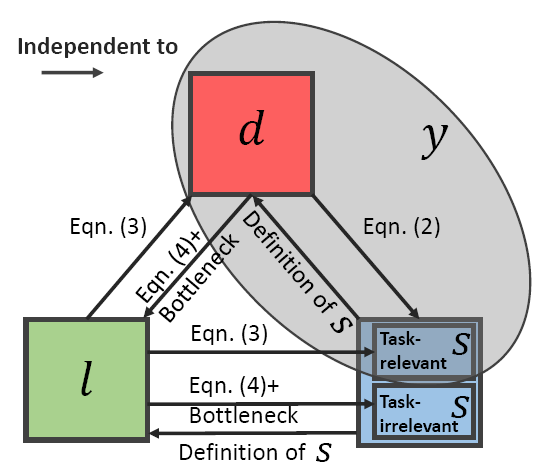 Independent to
d
y
Eqn. (3)
Eqn. (4)+
Bottleneck
Definition of S
Eqn. (2)
l
Eqn. (3)
Task-
relevant
S
Eqn. (4)+
Bottleneck
Task-
irrelevant
S
Definition of S